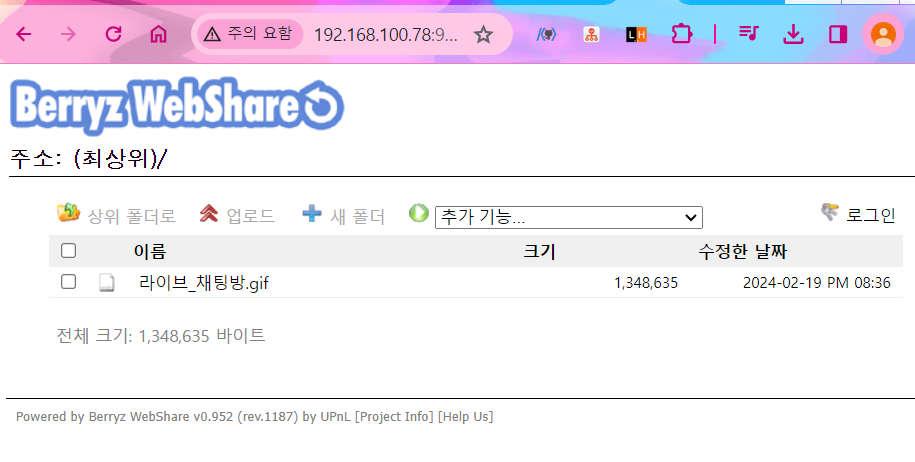 주의 요함 192.168.100.78:9...
Berryz WebShare
주소: (최상위)/
상위 폴더로 업로드 새 폴더 추가 기능... 로그인
이름 크기 수정한 날짜
라이브_채팅방.gif 1,348,635 2024-02-19 PM 08:36
전체 크기: 1,348,635 바이트
Powered by Berryz WebShare v0.952 (rev.1187) by UPnL [Project Info] [Help Us]